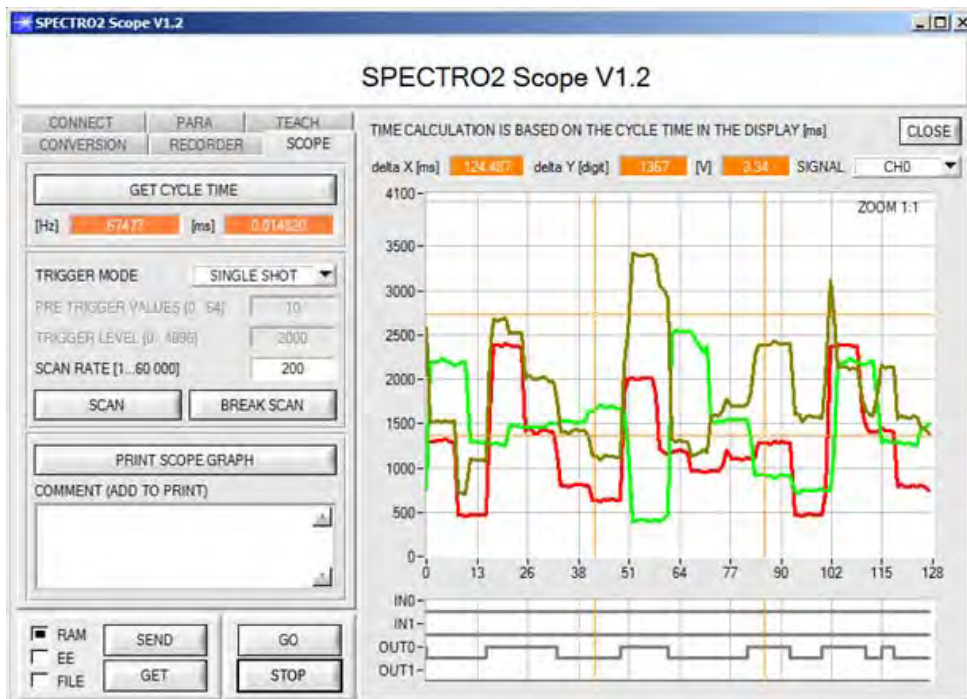 SPECTRO2 Scope V1.2
SPECTRO2 Scope V1.2
CONNECT PARA TEACH
CONVERSION RECORDER SCOPE
GET CYCLE TIME
[Hz] 67477 [ms] 0.014820
TRIGGER MODE SINGLE SHOT
PRE TRIGGER VALUES (0..64) 10
TRIGGER LEVEL (0..4096) 2000
SCAN RATE [1...60 000] 200
SCAN BREAK SCAN
PRINT SCOPE GRAPH
COMMENT (ADD TO PRINT)
RAM SEND GO
EE
FILE GET STOP
TIME CALCULATION IS BASED ON THE CYCLE TIME IN THE DISPLAY [ms] CLOSE
delta X [ms] 124.487 delta Y [digit] 1367 [V] 3.34 SIGNAL CH0
4100
ZOOM 1:1
3500
3000
2500
2000
1500
1000
500
0
0 13 26 38 51 64 77 90 102 115 128
IN0
IN1
OUT0
OUT1